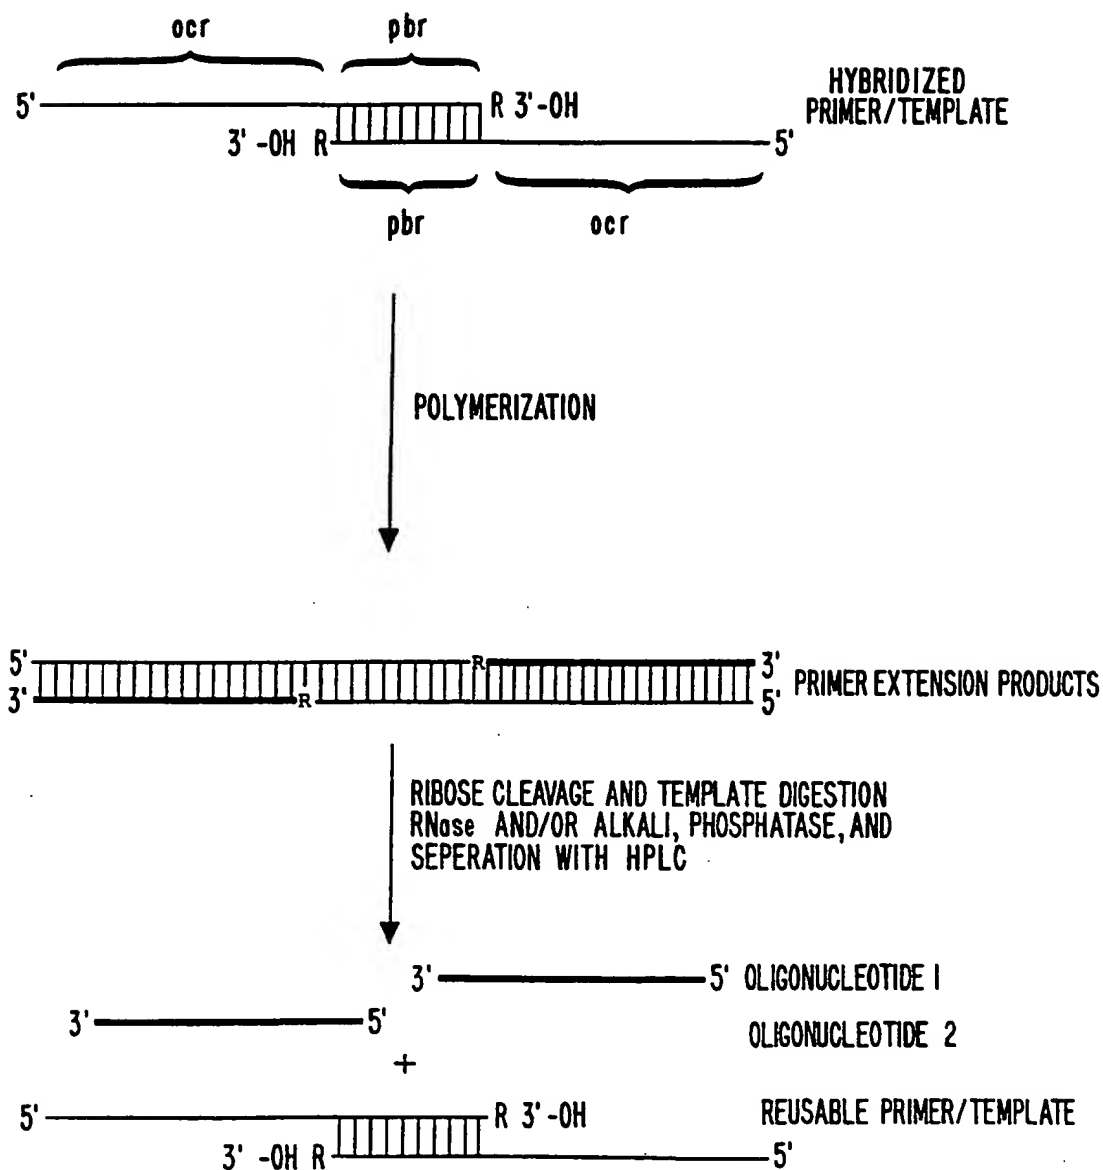 ocr pbr
5' R 3'-OH HYBRIDIZED
PRIMER/TEMPLATE
3' -OH R 5'
pbr ocr
POLYMERIZATION
5' R 3'
3' R 5' PRIMER EXTENSION PRODUCTS
RIBOSE CLEAVAGE AND TEMPLATE DIGESTION
RNase AND/OR ALKALI, PHOSPHATASE, AND
SEPERATION WITH HPLC
3' 5' OLIGONUCLEOTIDE 1
3' 5' OLIGONUCLEOTIDE 2
+
5' R 3'-OH REUSABLE PRIMER/TEMPLATE
3' -OH R 5'